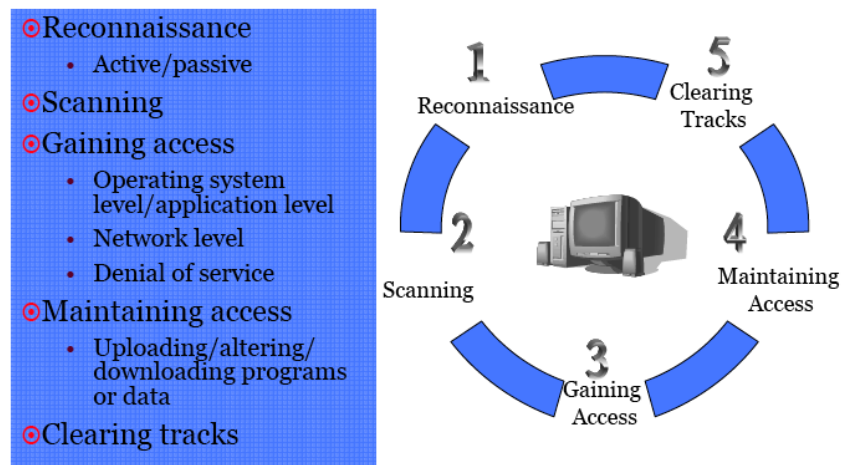 Reconnaissance
• Active/passive
Scanning
Gaining access
• Operating system
level/application level
• Network level
• Denial of service
Maintaining access
• Uploading/altering/
downloading programs
or data
Clearing tracks
1
Reconnaissance
2
Scanning
3
Gaining
Access
4
Maintaining
Access
5
Clearing
Tracks